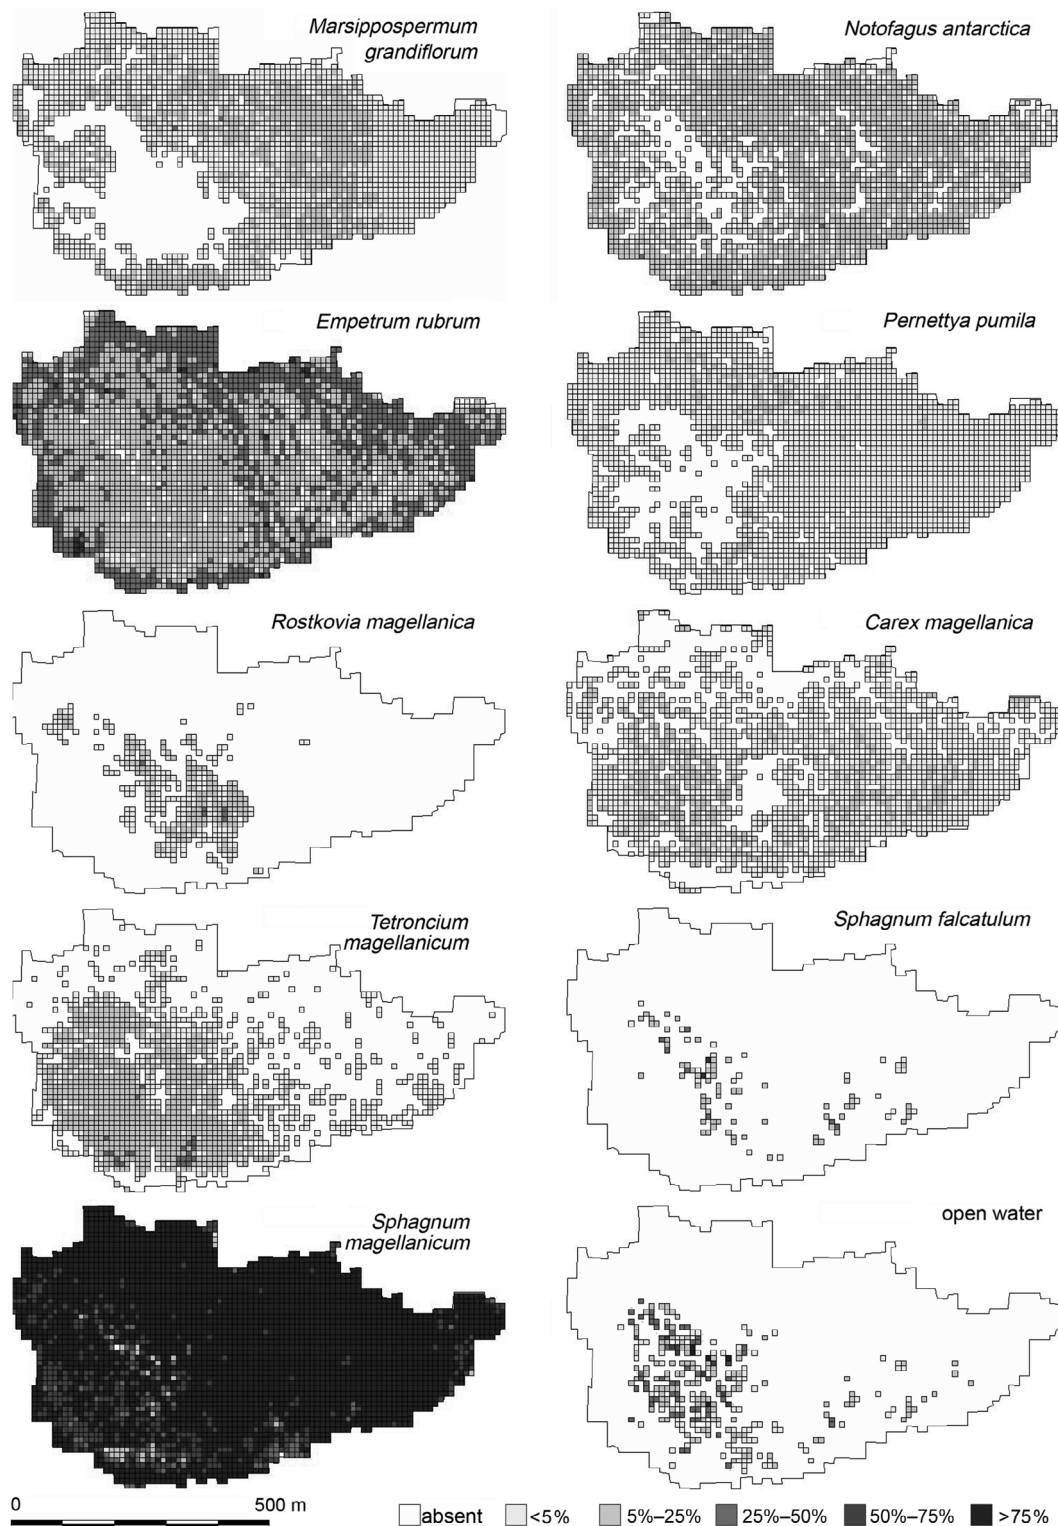 Marsippospermum
grandiflorum
Notofagus antarctica
Empetrum rubrum
Pernettya pumila
Rostkovia magellanica
Carex magellanica
Tetroncium
magellanicum
Sphagnum falcatulum
Sphagnum
magellanicum
open water
0 500 m
absent <5% 5%–25% 25%–50% 50%–75% >75%